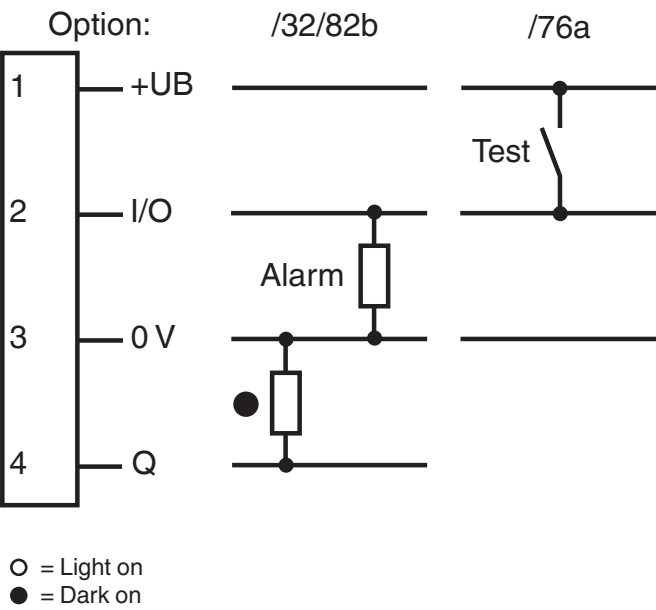 Option: /32/82b /76a
1 +UB
Test
2 I/O
Alarm
3 0 V
4 Q
= Light on
= Dark on